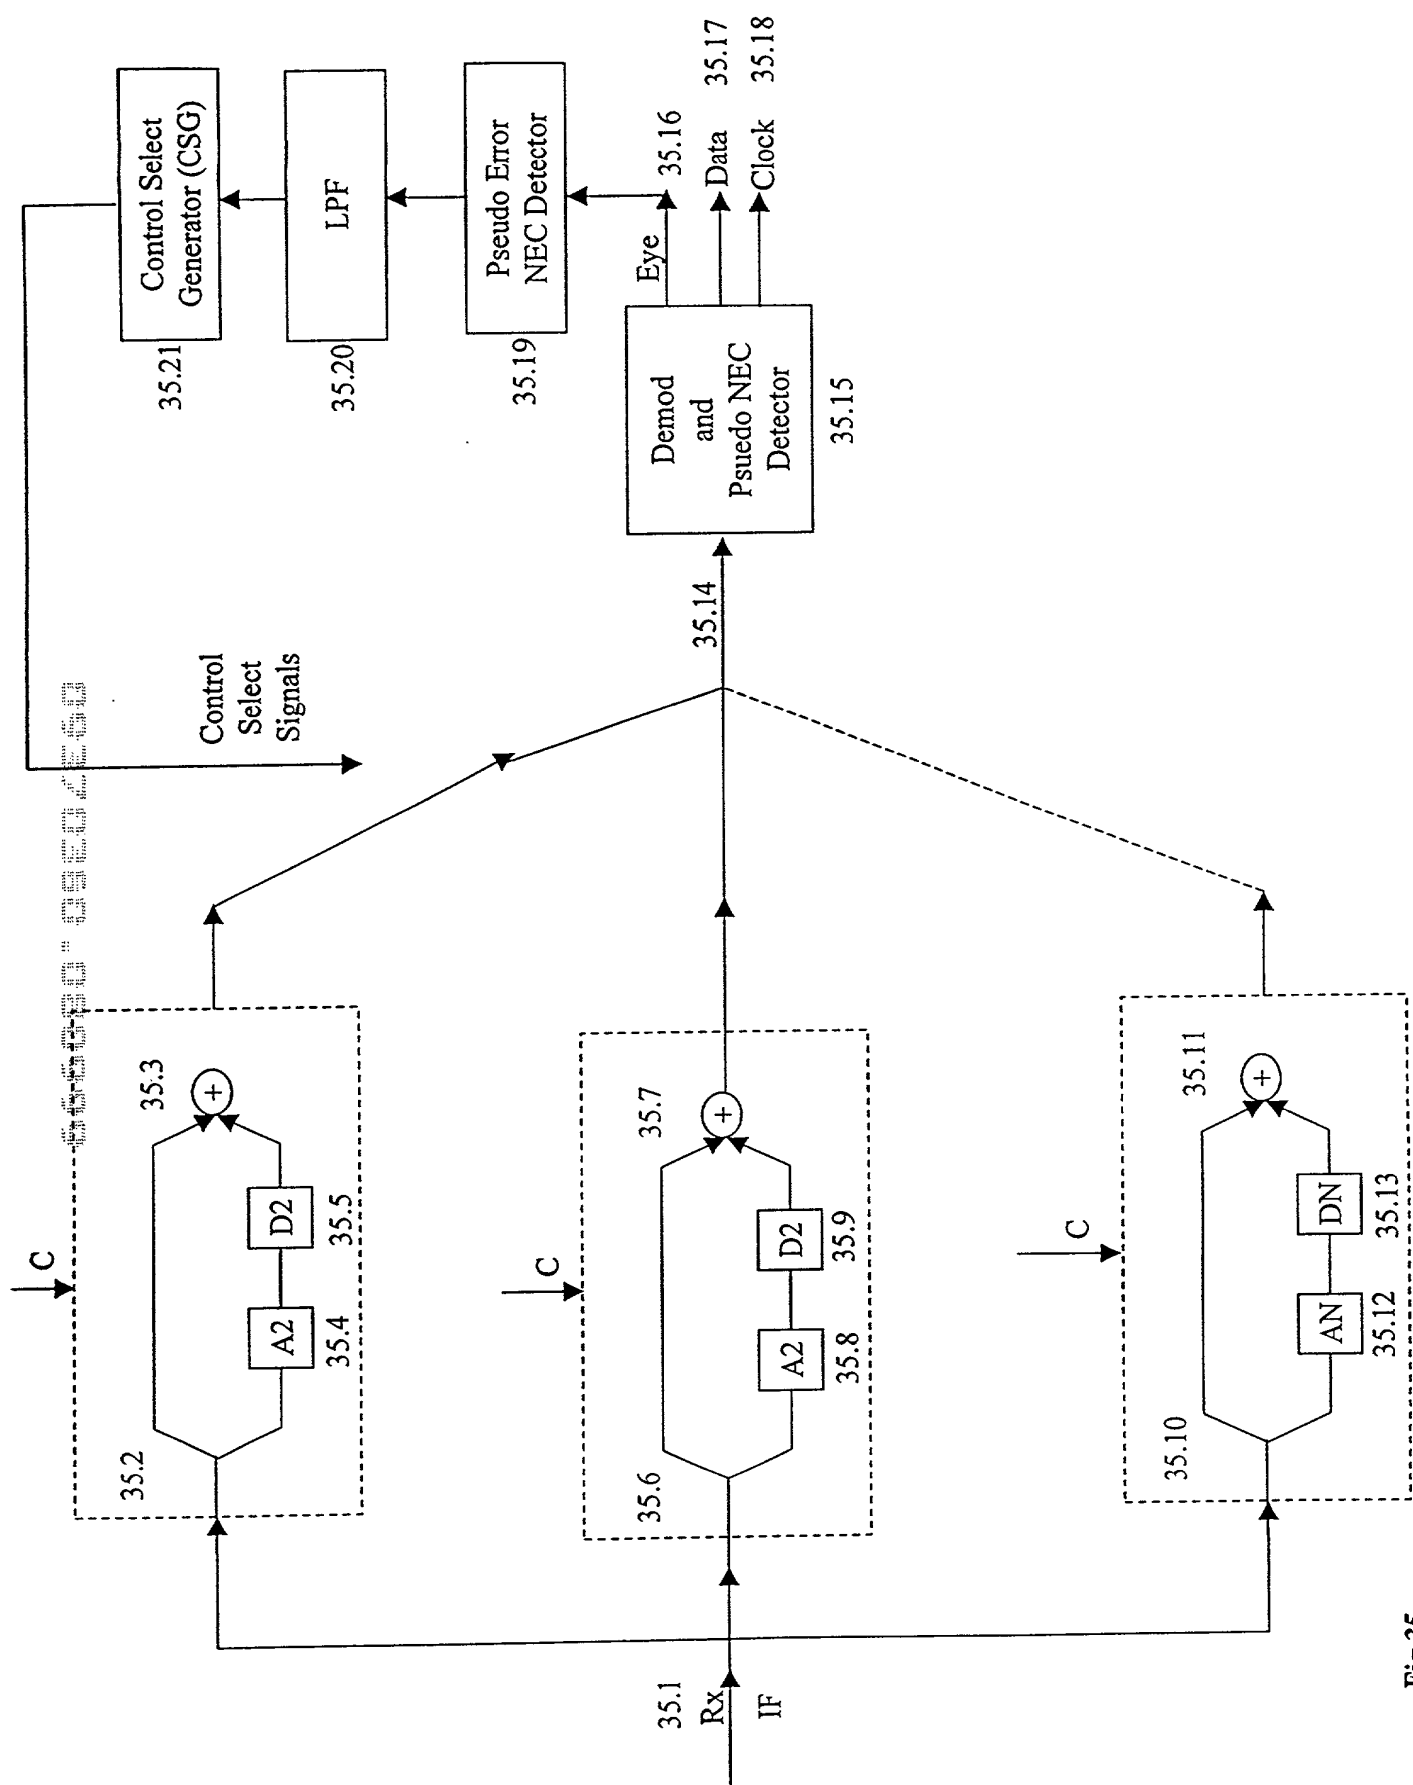 Control Select
Generator (CSG)
35.21
LPF
35.20
Pseudo Error
NEC Detector
35.19
Eye
35.16
Data
35.17
Clock
35.18
Demod
and
Psuedo NEC
Detector
35.15
35.14
Control
Select
Signals
C
35.2
35.3
A2
35.4
D2
35.5
C
35.6
35.7
A2
35.8
D2
35.9
C
35.10
35.11
AN
35.12
DN
35.13
35.1
Rx
IF